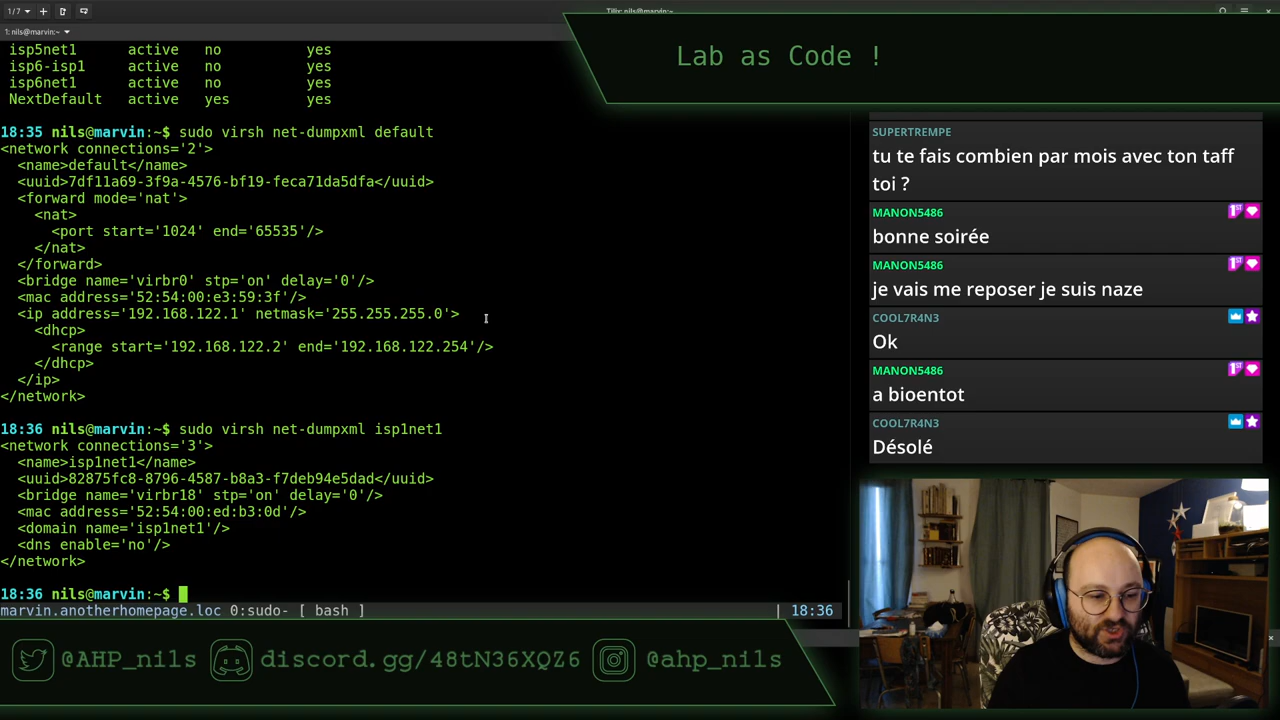 1/7
Tilix: nils@marvin:~
1: nils@marvin:~
Lab as Code !
isp5net1 active no yes
isp6-isp1 active no yes
isp6net1 active no yes
NextDefault active yes yes
18:35 nils@marvin:~$ sudo virsh net-dumpxml default
<network connections='2'>
<name>default</name>
<uuid>7df11a69-3f9a-4576-bf19-feca71da5dfa</uuid>
<forward mode='nat'>
<nat>
<port start='1024' end='65535'/>
</nat>
</forward>
<bridge name='virbr0' stp='on' delay='0'/>
<mac address='52:54:00:e3:59:3f'/>
<ip address='192.168.122.1' netmask='255.255.255.0'>
<dhcp>
<range start='192.168.122.2' end='192.168.122.254'/>
</dhcp>
</ip>
</network>
18:36 nils@marvin:~$ sudo virsh net-dumpxml isp1net1
<network connections='3'>
<name>isp1net1</name>
<uuid>82875fc8-8796-4587-b8a3-f7deb94e5dad</uuid>
<bridge name='virbr18' stp='on' delay='0'/>
<mac address='52:54:00:ed:b3:0d'/>
<domain name='isp1net1'/>
<dns enable='no'/>
</network>
18:36 nils@marvin:~$
marvin.anotherhomepage.loc 0:sudo- [ bash ] | 18:36
SUPERTREMPE
tu te fais combien par mois avec ton taff
toi ?
MANON5486
bonne soirée
MANON5486
je vais me reposer je suis naze
COOL7R4N3
Ok
MANON5486
a bioentot
COOL7R4N3
Désolé
@AHP_nils discord.gg/48tN36XQZ6 @ahp_nils